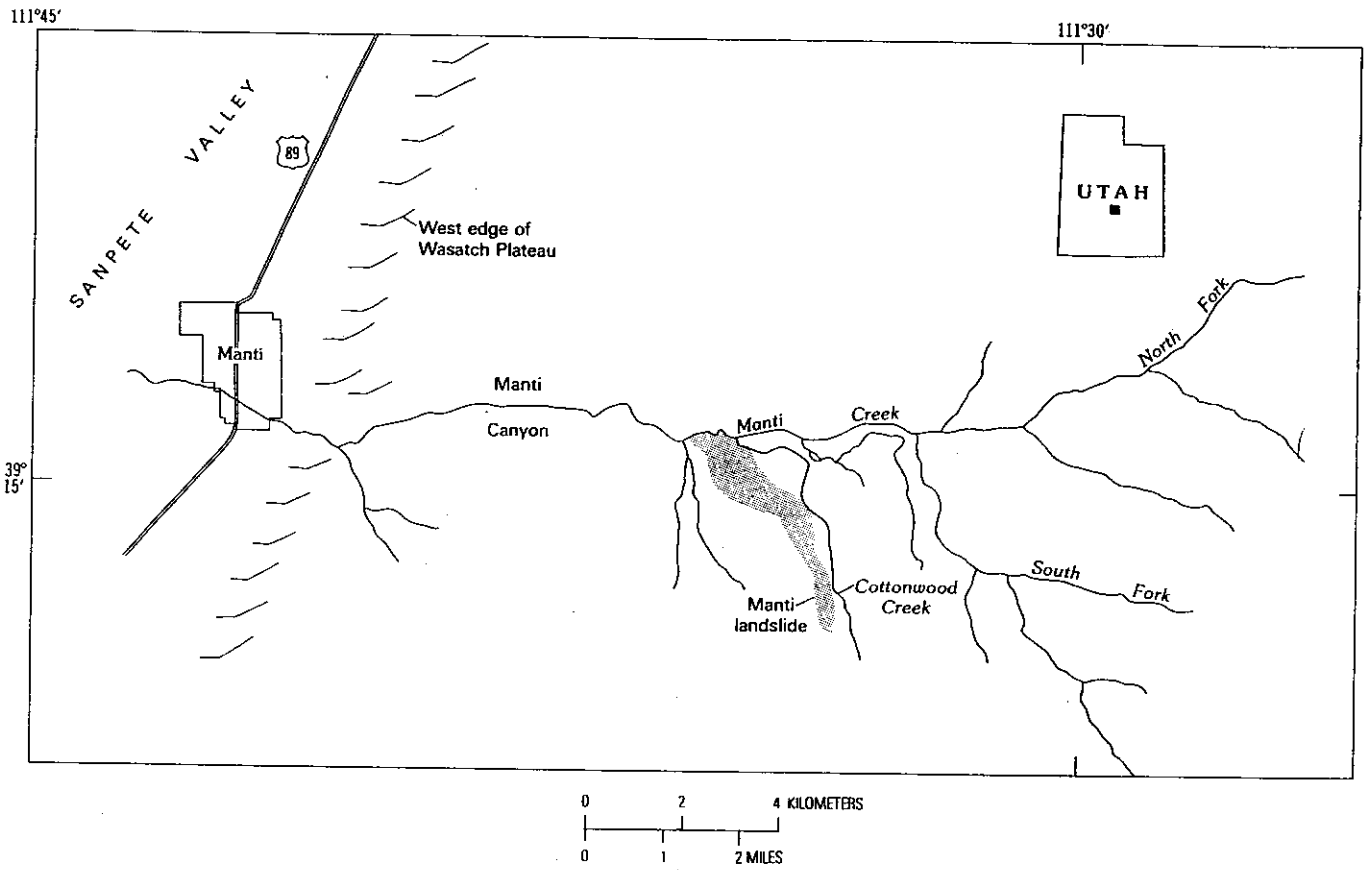 111°45′
111°30′
SANPETE VALLEY
89
UTAH
West edge of
Wasatch Plateau
North Fork
Manti
Manti
Canyon
Manti Creek
39°
15′
South Fork
Cottonwood
Creek
Manti
landslide
0 2 4 KILOMETERS
0 1 2 MILES